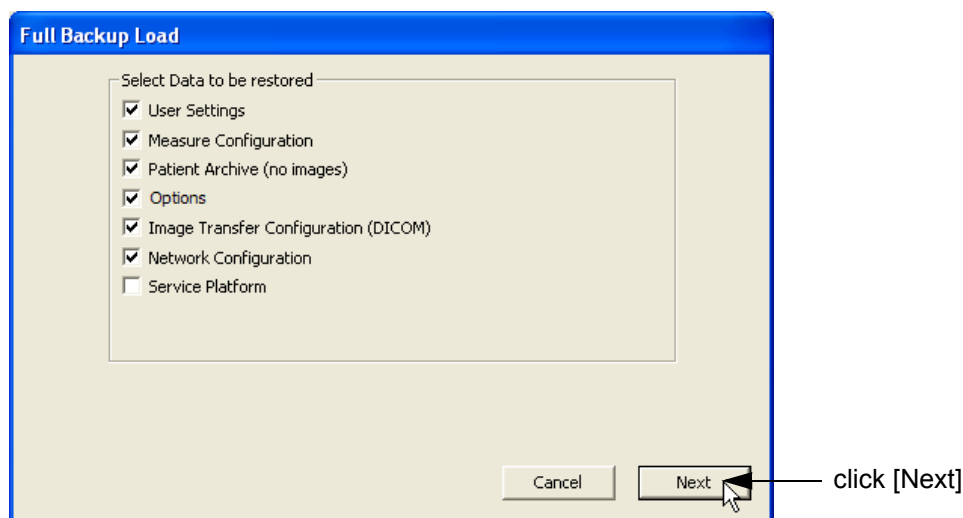 Full Backup Load
Select Data to be restored
User Settings
Measure Configuration
Patient Archive (no images)
Options
Image Transfer Configuration (DICOM)
Network Configuration
Service Platform
Cancel
Next
click [Next]